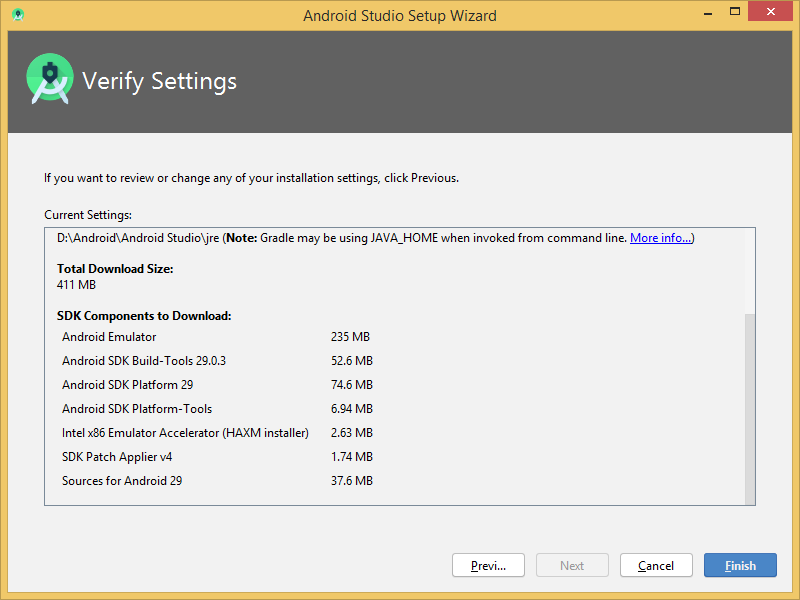 Android Studio Setup Wizard
Verify Settings
If you want to review or change any of your installation settings, click Previous.
Current Settings:
D:\Android\Android Studio\jre (Note: Gradle may be using JAVA_HOME when invoked from command line. More info...)
Total Download Size:
411 MB
SDK Components to Download:
Android Emulator 235 MB
Android SDK Build-Tools 29.0.3 52.6 MB
Android SDK Platform 29 74.6 MB
Android SDK Platform-Tools 6.94 MB
Intel x86 Emulator Accelerator (HAXM installer) 2.63 MB
SDK Patch Applier v4 1.74 MB
Sources for Android 29 37.6 MB
Previ... Next Cancel Finish